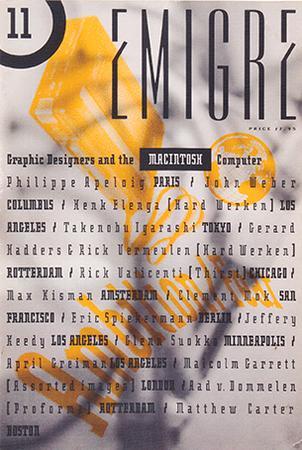 11
EMIGRE
PRICE $7.95
Graphic Designers and the MACINTOSH Computer
Philippe Apeloig PARIS / John Weber
COLUMBUS / Henk Elenga [Hard Werken] LOS
ANGELES / Takenobu Igarashi TOKYO / Gerard
Hadders & Rick Vermeulen [Hard Werken]
ROTTERDAM / Rick Valicenti [Thirst] CHICAGO /
Max Kisman AMSTERDAM / Clement Mok SAN
FRANCISCO / Eric Spiekermann BERLIN / Jeffery
Keedy LOS ANGELES / Glenn Suokko MINNEAPOLIS /
April Greiman LOS ANGELES / Malcolm Garrett
[Assorted images] LONDON / Aad v. Dommelen
[Proforma] ROTTERDAM / Matthew Carter
BOSTON